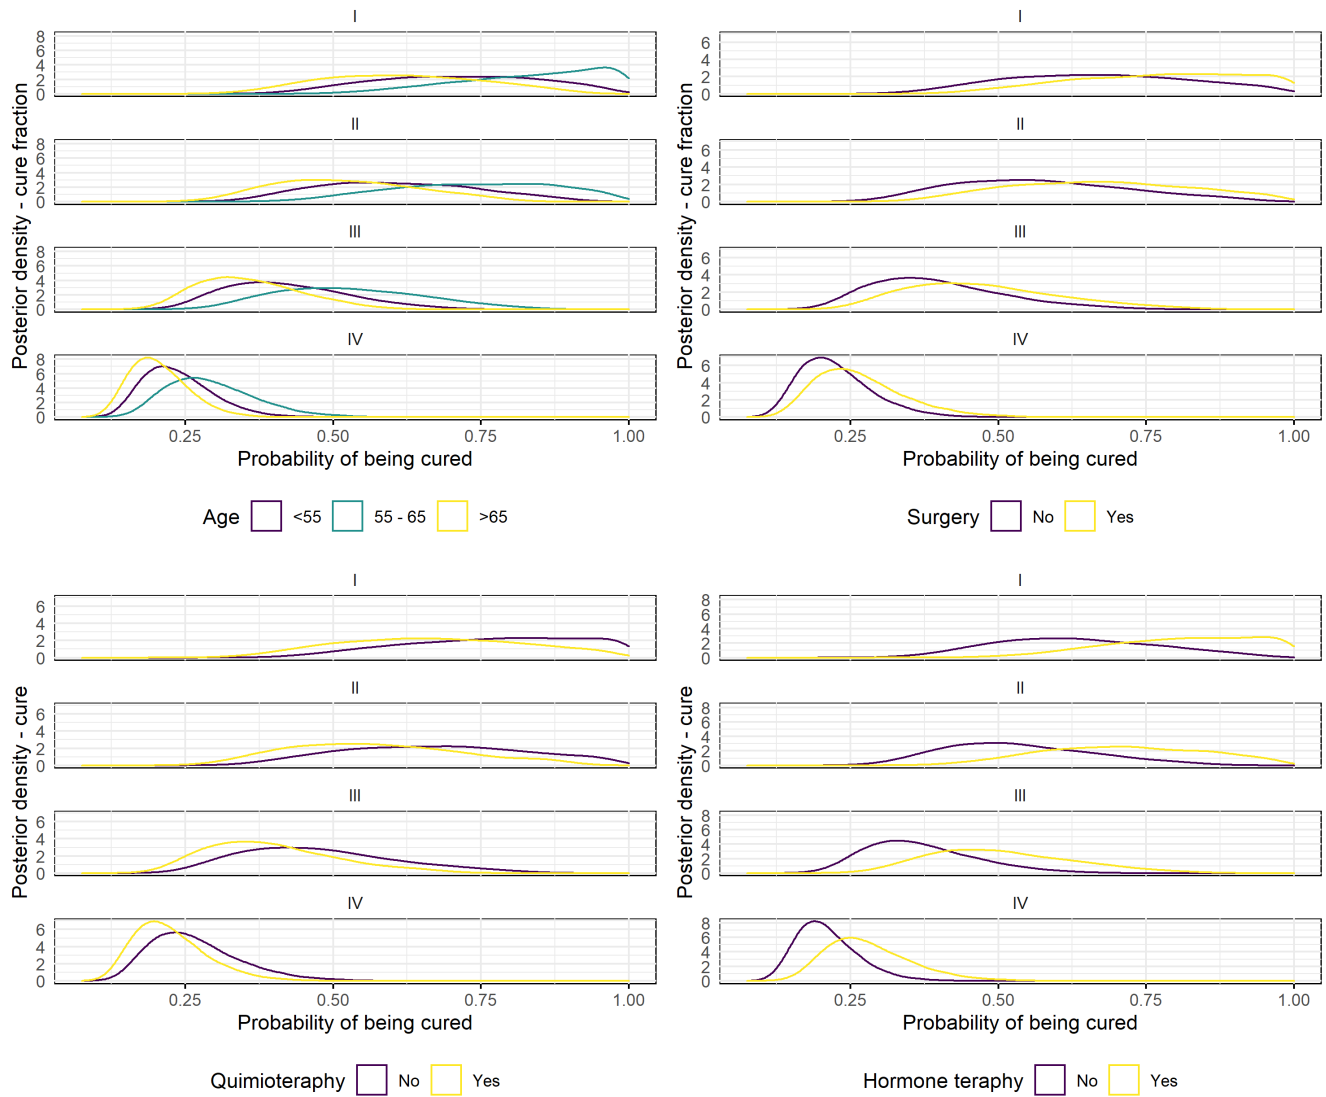 I
8
6
4
2
0
II
8
6
4
2
0
III
8
6
4
2
0
IV
8
6
4
2
0
0.25 0.50 0.75 1.00
Probability of being cured
Posterior density - cure fraction
Age <55 55 - 65 >65
I
6
4
2
0
II
6
4
2
0
III
6
4
2
0
IV
6
4
2
0
0.25 0.50 0.75 1.00
Probability of being cured
Posterior density - cure fraction
Surgery No Yes
I
6
4
2
0
II
6
4
2
0
III
6
4
2
0
IV
6
4
2
0
0.25 0.50 0.75 1.00
Probability of being cured
Posterior density - cure
Quimioteraphy No Yes
I
8
6
4
2
0
II
8
6
4
2
0
III
8
6
4
2
0
IV
8
6
4
2
0
0.25 0.50 0.75 1.00
Probability of being cured
Posterior density - cure
Hormone teraphy No Yes